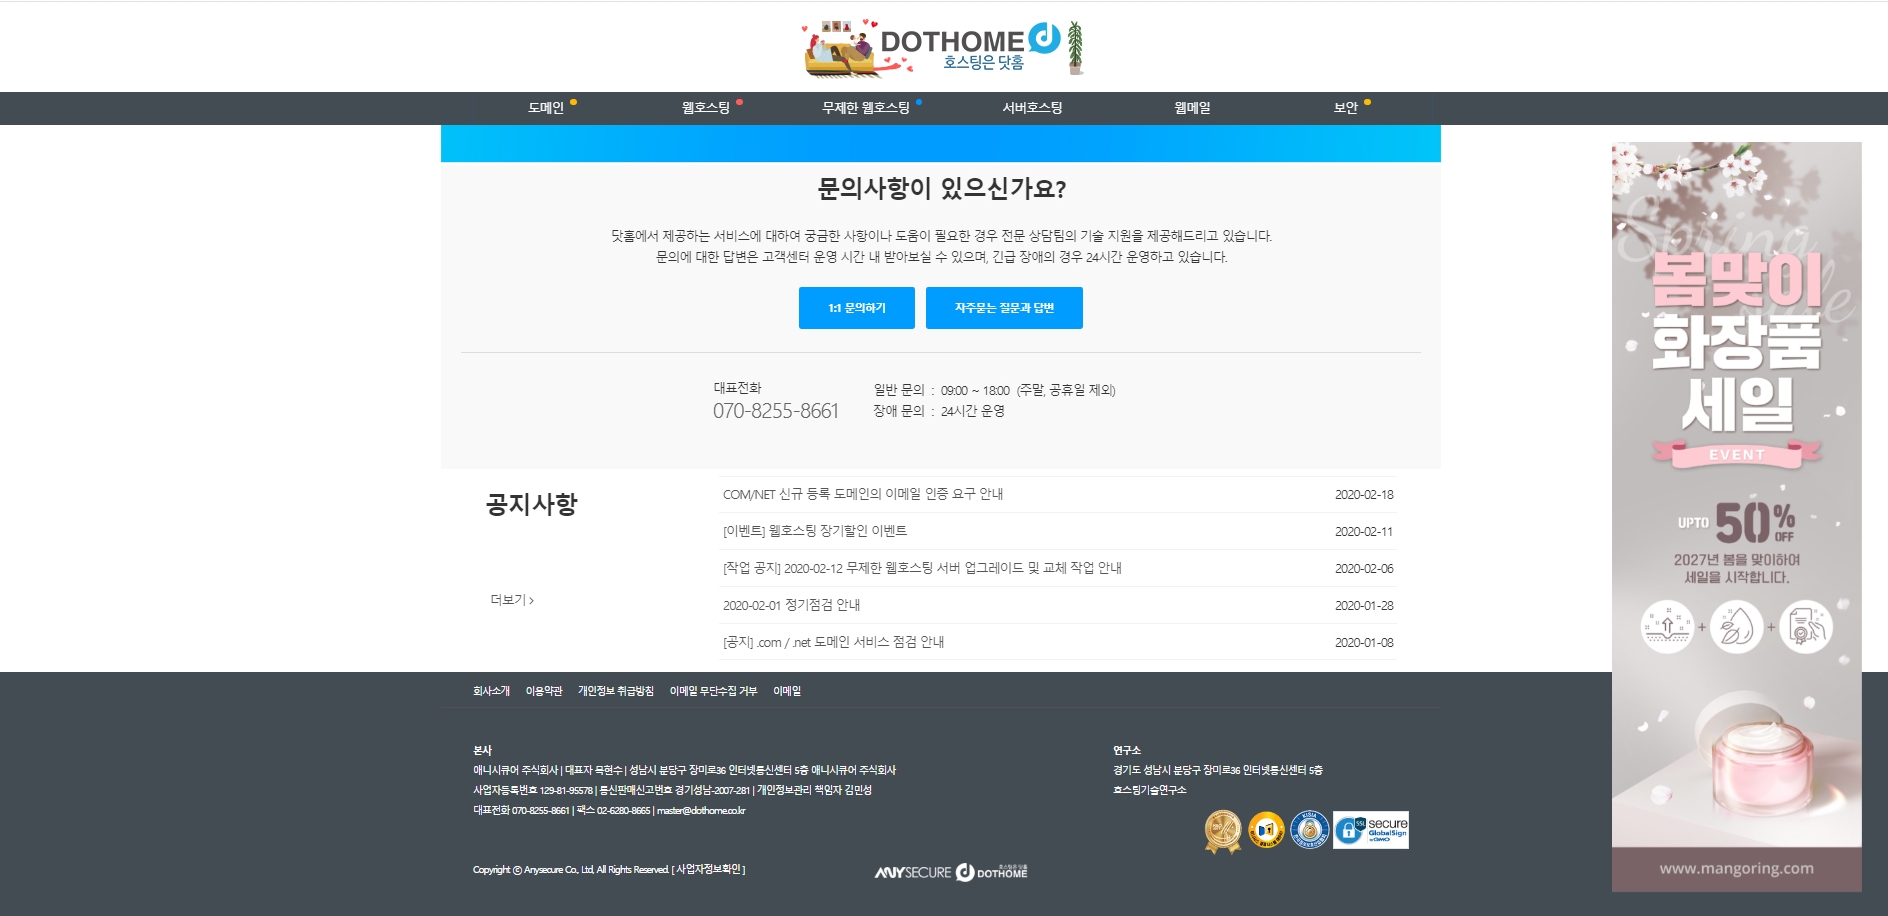 DOTHOME
호스팅은 닷홈
도메인
웹호스팅
무제한 웹호스팅
서버호스팅
웹메일
보안
문의사항이 있으신가요?
닷홈에서 제공하는 서비스에 대하여 궁금한 사항이나 도움이 필요한 경우 전문 상담팀의 기술 지원을 제공해드리고 있습니다.
문의에 대한 답변은 고객센터 운영 시간 내 받아보실 수 있으며, 긴급 장애의 경우 24시간 운영하고 있습니다.
1:1 문의하기
자주묻는 질문과 답변
대표전화
070-8255-8661
일반 문의 : 09:00 ~ 18:00 (주말, 공휴일 제외)
장애 문의 : 24시간 운영
공지사항
더보기 >
COM/NET 신규 등록 도메인의 이메일 인증 요구 안내 2020-02-18
[이벤트] 웹호스팅 장기할인 이벤트 2020-02-11
[작업 공지] 2020-02-12 무제한 웹호스팅 서버 업그레이드 및 교체 작업 안내 2020-02-06
2020-02-01 정기점검 안내 2020-01-28
[공지] .com / .net 도메인 서비스 점검 안내 2020-01-08
Spring
Sale
봄맞이
화장품
세일
EVENT
UPTO 50% OFF
2027년 봄을 맞이하여
세일을 시작합니다.
+ +
www.mangoring.com
회사소개 이용약관 개인정보 취급방침 이메일 무단수집 거부 이메일
본사
애니시큐어 주식회사 | 대표자 목현수 | 성남시 분당구 장미로36 인터넷통신센터 5층 애니시큐어 주식회사
사업자등록번호 129-81-95578 | 통신판매신고번호 경기성남-2007-281 | 개인정보관리 책임자 김민성
대표전화 070-8255-8661 | 팩스 02-6280-8665 | master@dothome.co.kr
연구소
경기도 성남시 분당구 장미로36 인터넷통신센터 5층
호스팅기술연구소
SSL
secure
GlobalSign
Copyright ⓒ Anysecure Co., Ltd, All Rights Reserved. [ 사업자정보확인 ]
ANYSECURE
호스팅은 닷홈
DOTHOME